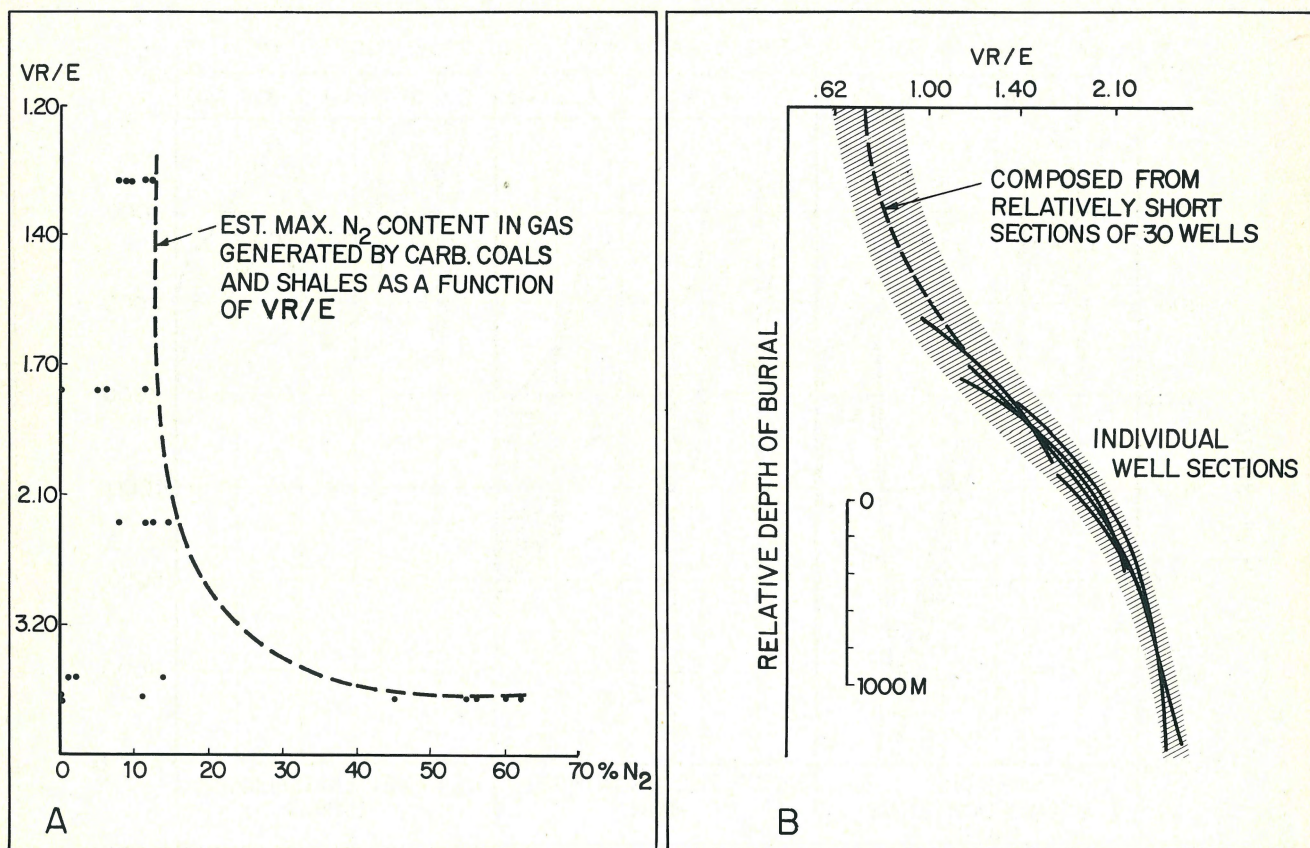 VR/E
1.20
1.40
1.70
2.10
3.20
EST. MAX. N₂ CONTENT IN GAS
GENERATED BY CARB. COALS
AND SHALES AS A FUNCTION
OF VR/E
0 10 20 30 40 50 60 70 % N₂
A
VR/E
.62 1.00 1.40 2.10
COMPOSED FROM
RELATIVELY SHORT
SECTIONS OF 30 WELLS
RELATIVE DEPTH OF BURIAL
INDIVIDUAL
WELL SECTIONS
0
1000 M
B